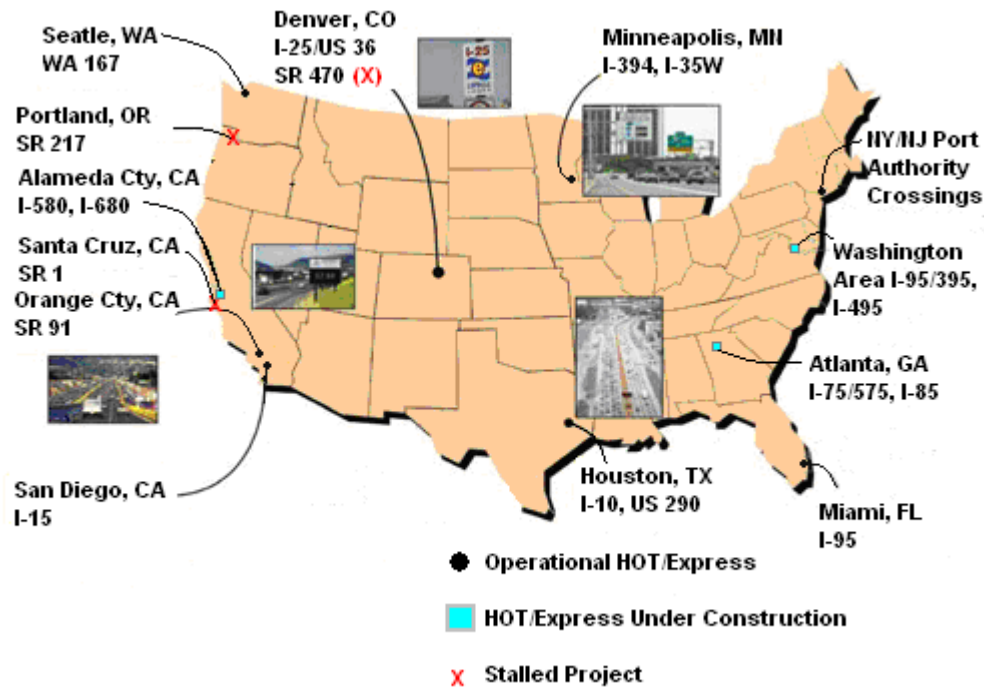 Seatle, WA
WA 167
Denver, CO
I-25/US 36
SR 470 (X)
I-25
e
Minneapolis, MN
I-394, I-35W
Portland, OR
SR 217
NY/NJ Port
Authority
Crossings
Alameda Cty, CA
I-580, I-680
Santa Cruz, CA
SR 1
Orange Cty, CA
SR 91
Washington
Area I-95/395,
I-495
Atlanta, GA
I-75/575, I-85
San Diego, CA
I-15
Houston, TX
I-10, US 290
Miami, FL
I-95
Operational HOT/Express
HOT/Express Under Construction
X Stalled Project